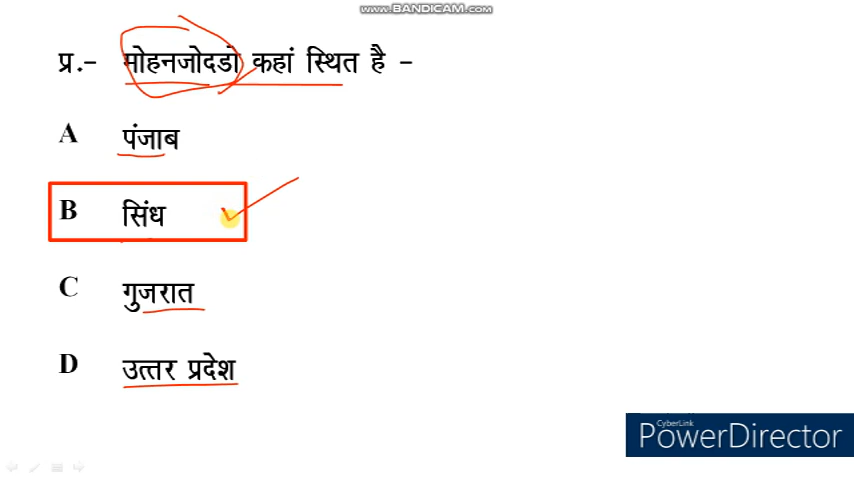 www.BANDICAM.com
प्र.- मोहनजोदडो कहां स्थित है -
A पंजाब
B सिंध
C गुजरात
D उत्तर प्रदेश
CyberLink
PowerDirector